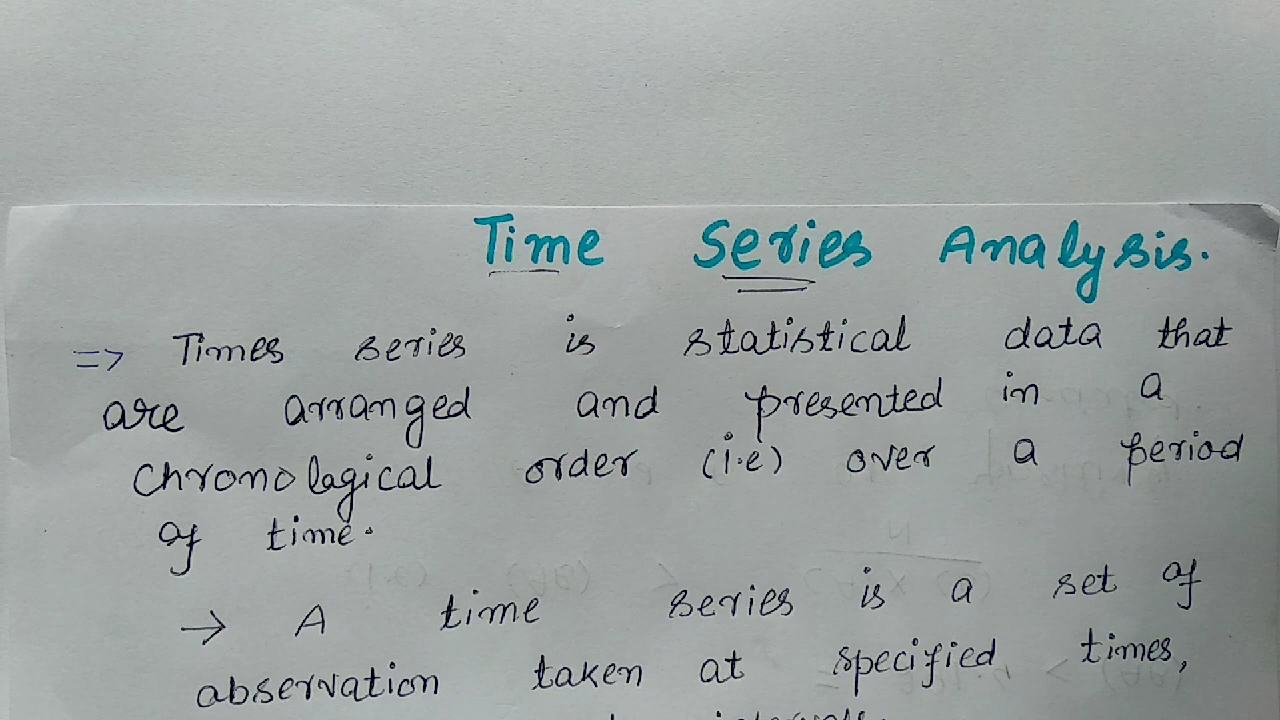 Time Series Analysis.
=> Times series is statistical data that
are arranged and presented in a
chronological order (i.e) over a period
of time.
→ A time series is a set of
observation taken at specified times,